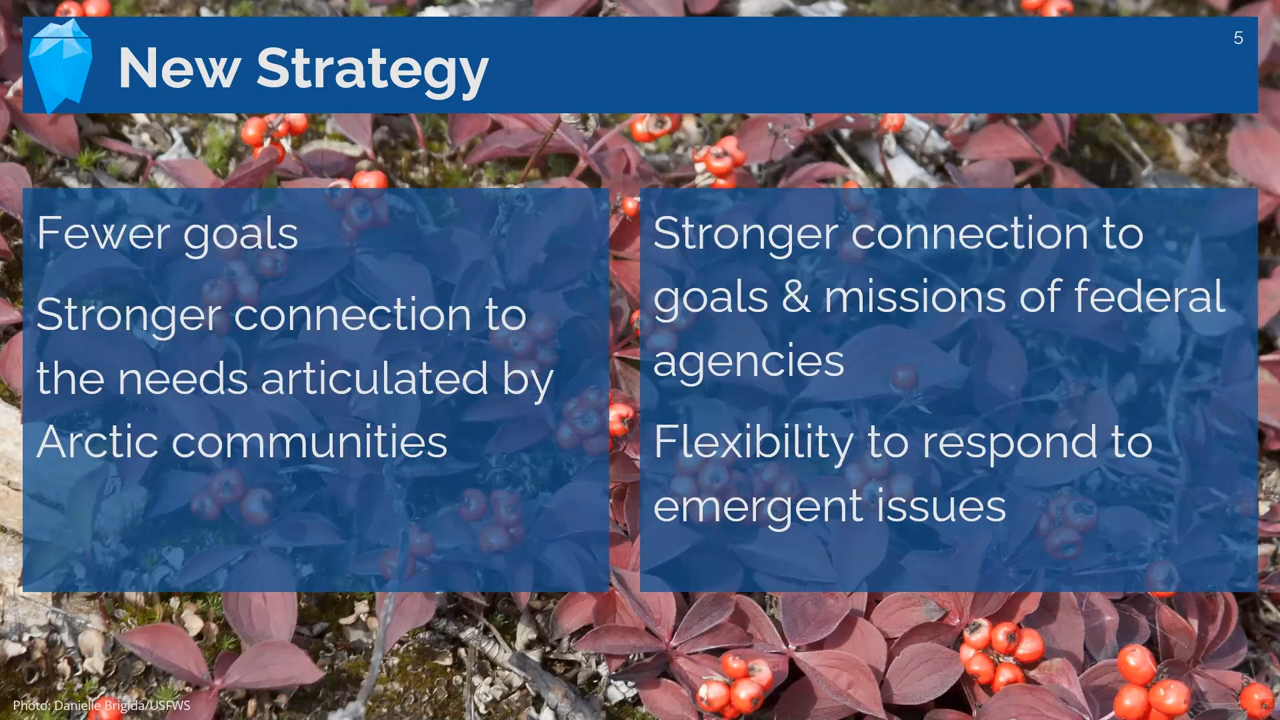 New Strategy
5
Fewer goals
Stronger connection to
the needs articulated by
Arctic communities
Stronger connection to
goals & missions of federal
agencies
Flexibility to respond to
emergent issues
Photo: Danielle Brigida/USFWS